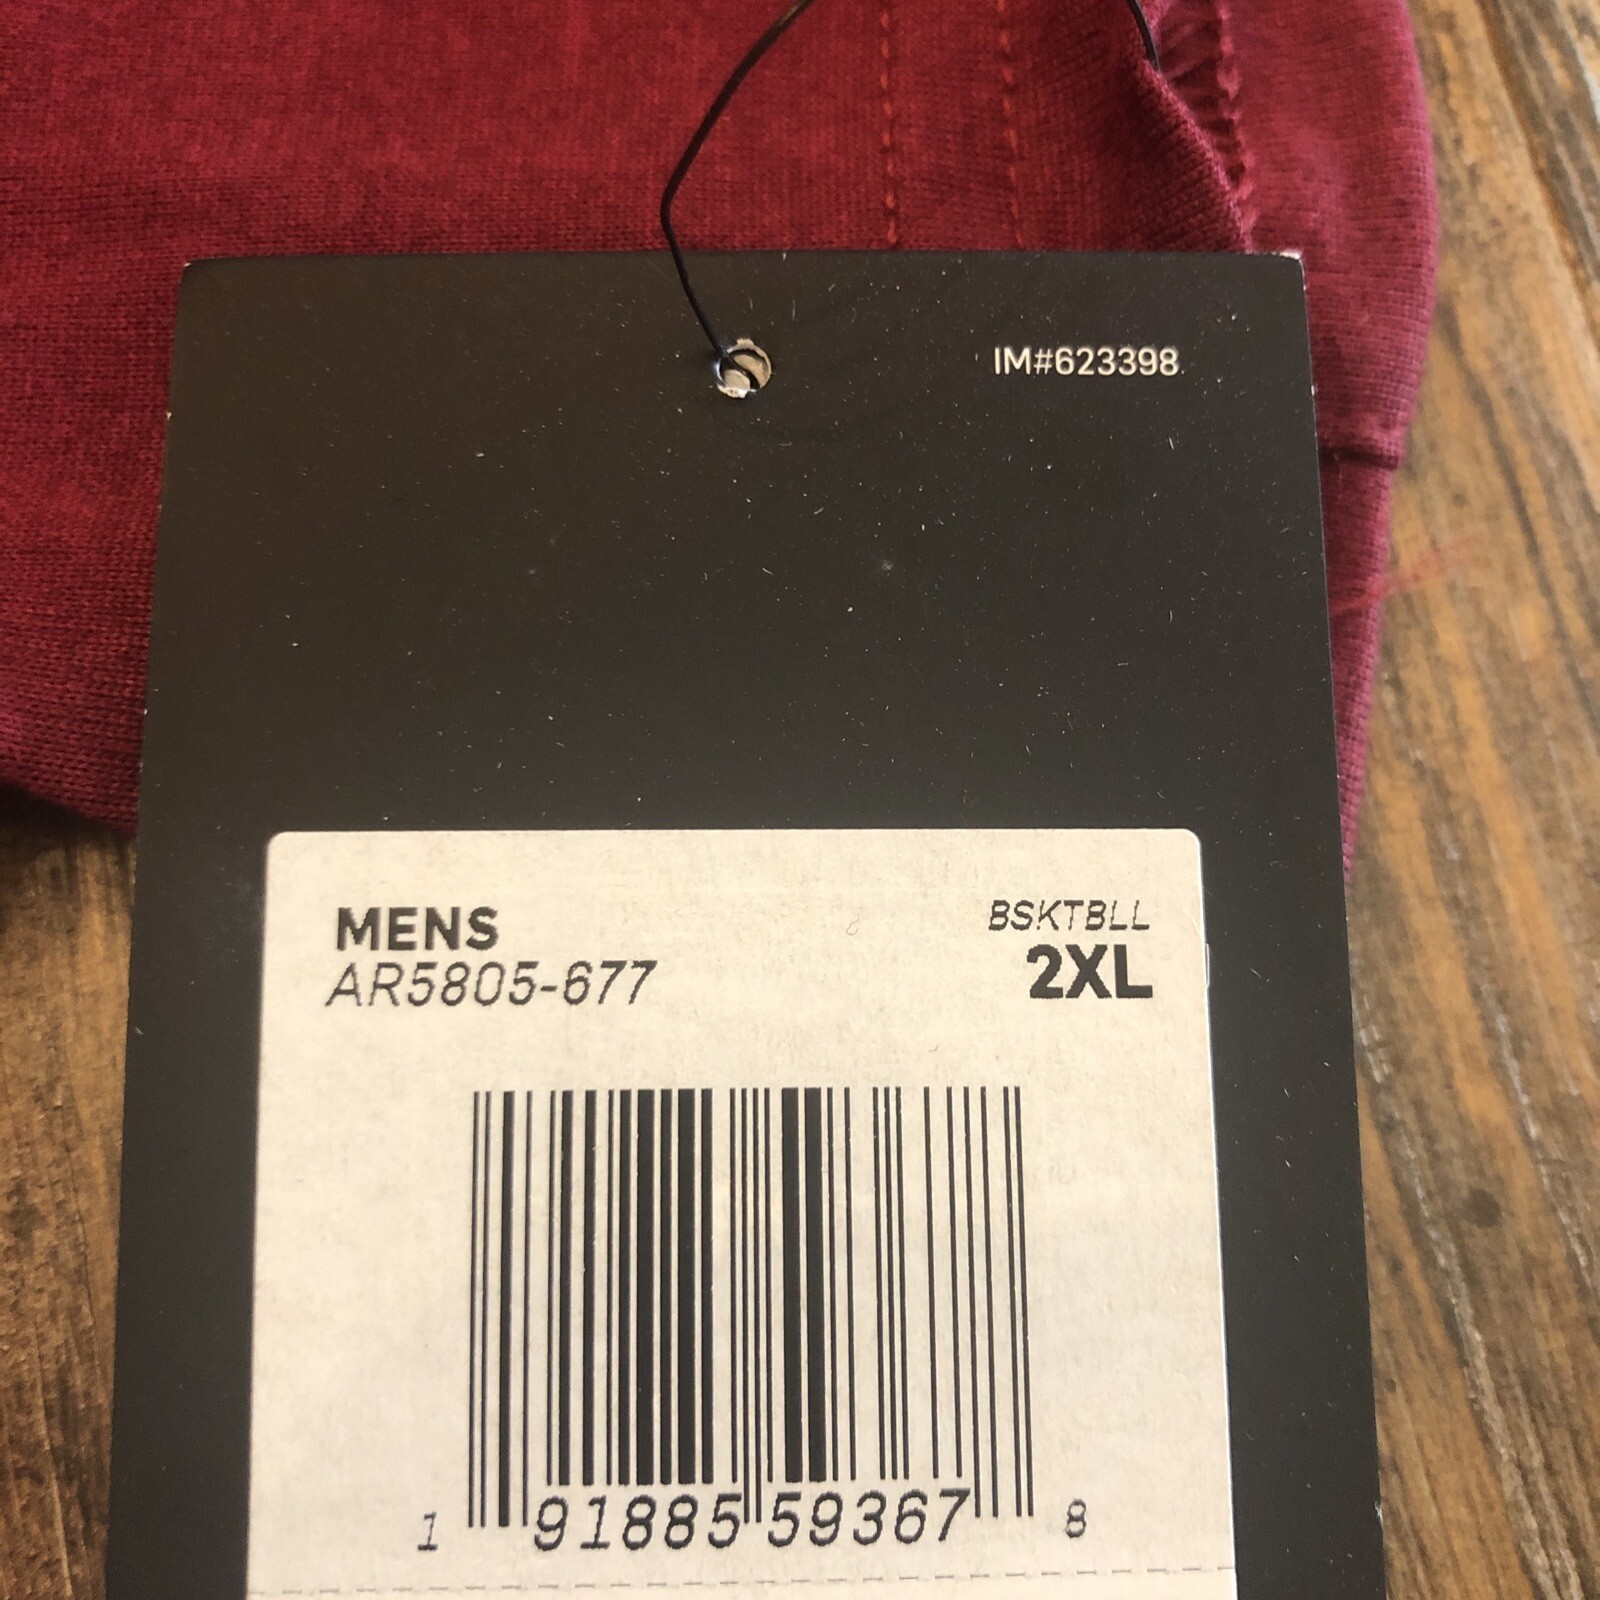 IM#623398
MENS
BSKTBLL
AR5805-677
2XL
1 91885 59367 8